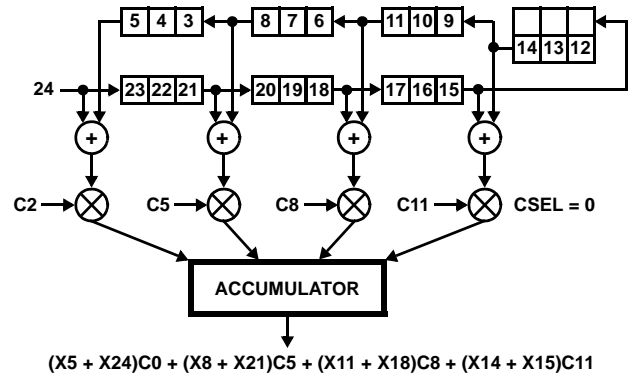 5 4 3 8 7 6 11 10 9
14 13 12
24 23 22 21 20 19 18 17 16 15
+ + + +
C2 C5 C8 C11 CSEL = 0
ACCUMULATOR
(X5 + X24)C0 + (X8 + X21)C5 + (X11 + X18)C8 + (X14 + X15)C11